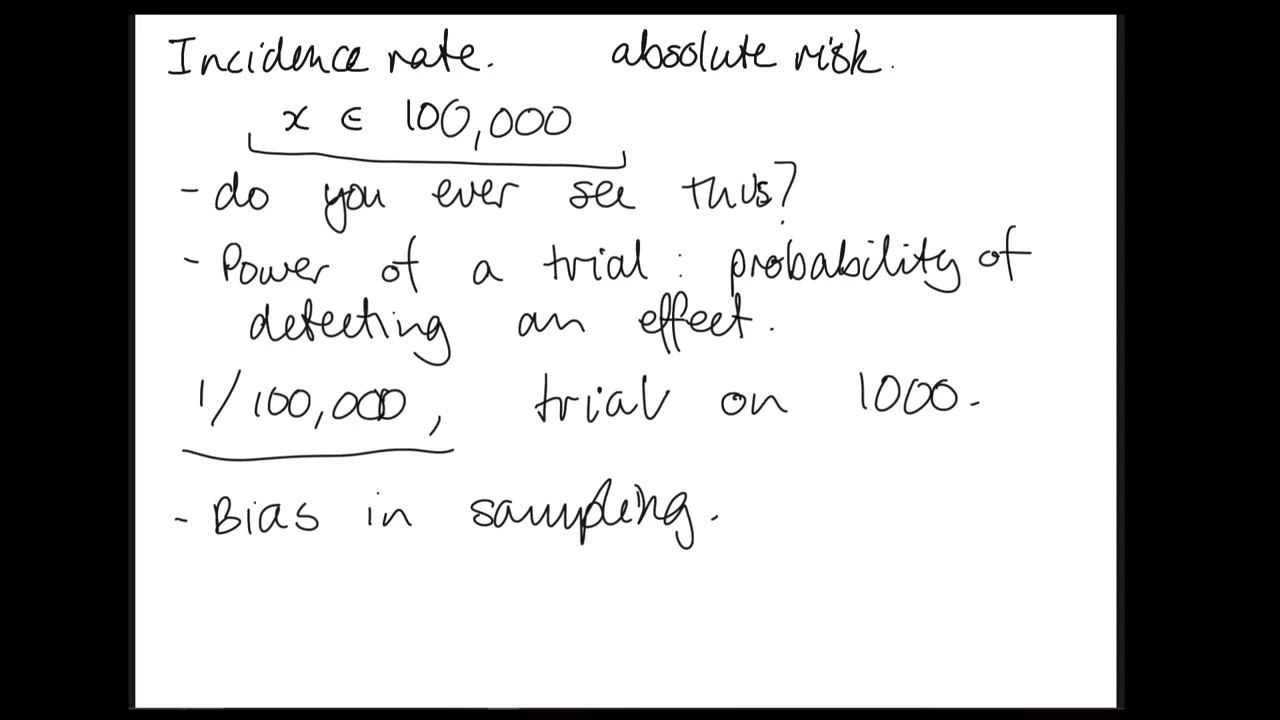 Incidence rate. absolute risk.
x ∈ 100,000
- do you ever see this?
- Power of a trial : probability of
detecting an effect.
1/100,000, trial on 1000.
- Bias in sampling.